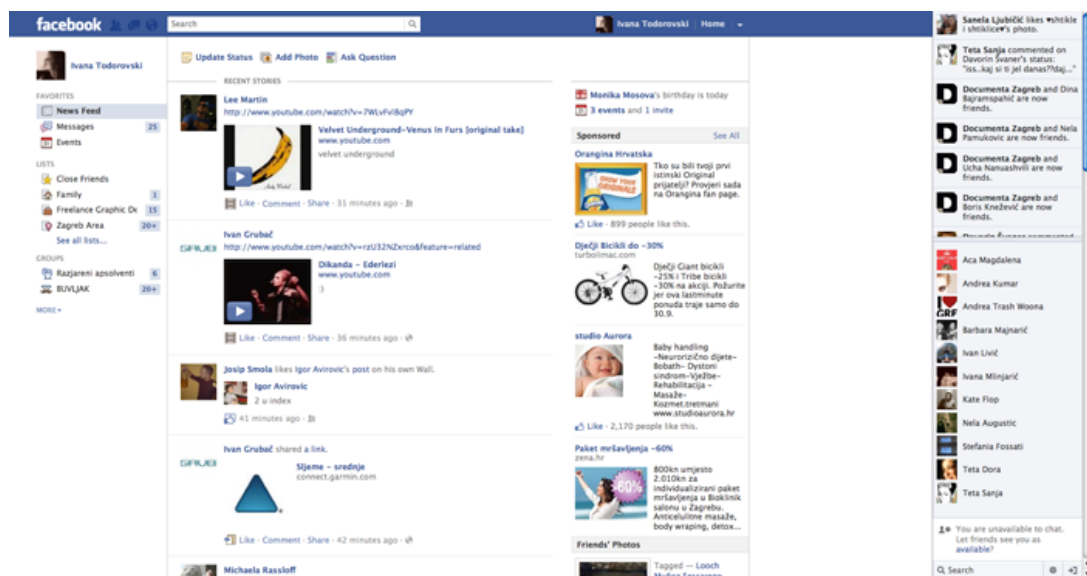 facebook
Search
Ivana Todorovski
Home
Ivana Todorovski
FAVORITES
News Feed
Messages 25
Events
LISTS
Close Friends
Family 1
Freelance Graphic De 15
Zagreb Area 20+
See all lists...
GROUPS
Razjareni apsolventi 6
BUVLJAK 20+
MORE
Update Status Add Photo Ask Question
RECENT STORIES
Lee Martin
http://www.youtube.com/watch?v=7WLvFvi8qPY
Velvet Underground-Venus In Furs (original take)
www.youtube.com
velvet underground
Like · Comment · Share · 31 minutes ago ·
Ivan Grubač
http://www.youtube.com/watch?v=rzU32NZxrco&feature=related
Dikanda - Ederlezi
www.youtube.com
:)
Like · Comment · Share · 36 minutes ago ·
Josip Smola likes Igor Avirovic's post on his own Wall.
Igor Avirovic
2 u index
41 minutes ago ·
Ivan Grubač shared a link.
Sljeme - srednje
connect.garmin.com
Like · Comment · Share · 42 minutes ago ·
Michaela Rassloff
Monika Mosova's birthday is today
3 events and 1 invite
Sponsored See All
Orangina Hrvatska
SHOW YOUR
ORIGINALS
Tko su bili tvoji prvi
istinski Original
prijatelji? Provjeri sada
na Orangina fan page.
Like · 899 people like this.
Dječji Bicikli do -30%
turbolimac.com
Dječji Giant bicikli
-25% i Tribe bicikli
-30% na akciji. Požurite
jer ova lastminute
ponuda traje samo do
30.9.
studio Aurora
Baby handling
-Neurorizično dijete-
Bobath- Dystoni
sindrom-Vježbe-
Rehabilitacija -
Masaže-
Kozmet.tretmani
www.studioaurora.hr
Like · 2,170 people like this.
Paket mršavljenja -60%
zena.hr
-60%
800kn umjesto
2.010kn za
individualizirani paket
mršavljenja u Bioklinik
salonu u Zagrebu.
Anticelulitne masaže,
body wraping, detox...
Friends' Photos
Tagged — Looch
Sanela Ljubičić likes ♥shtikle
i shtiklice♥'s photo.
Teta Sanja commented on
Davorin Švaner's status:
"iss..kaj si ti jel danas??daj..."
Documenta Zagreb and Dina
Bajramspahić are now
friends.
Documenta Zagreb and Nela
Pamukovic are now friends.
Documenta Zagreb and
Ucha Nanuashvili are now
friends.
Documenta Zagreb and
Boris Knežević are now
friends.
Aca Magdalena
Andrea Kumar
Andrea Trash Woona
Barbara Majnarić
Ivan Livić
Ivana Mlinjarić
Kate Flop
Nela Augustic
Stefania Fossati
Teta Dora
Teta Sanja
You are unavailable to chat.
Let friends see you as
available?
Search